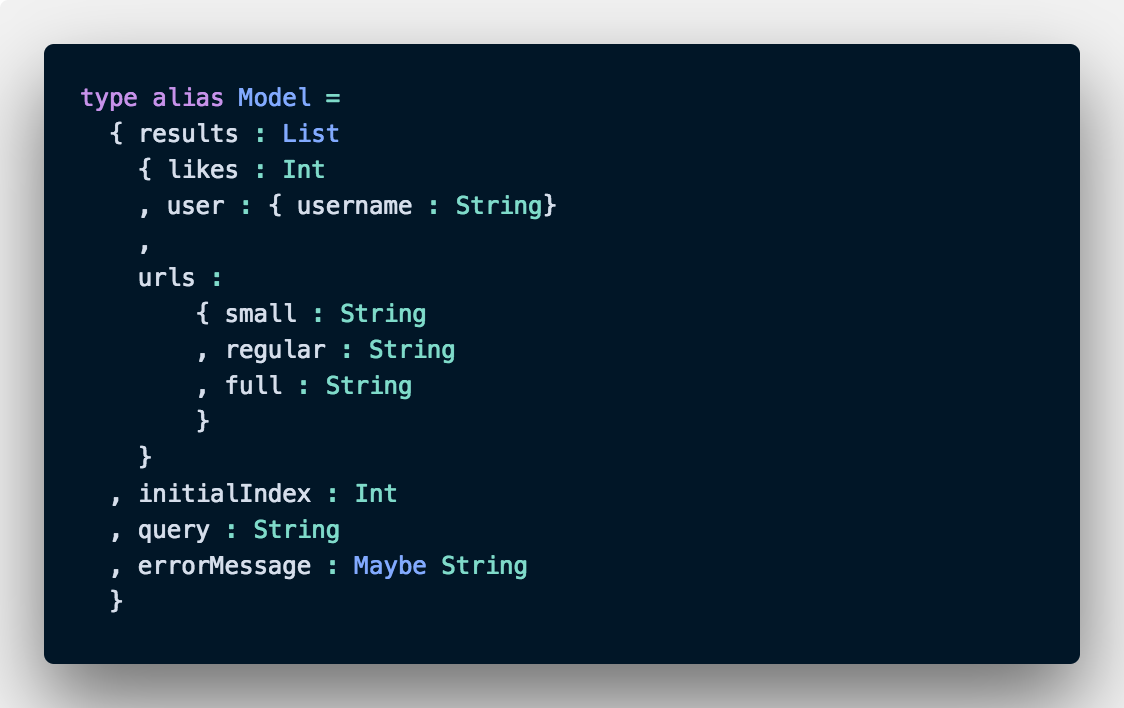 type alias Model =
  { results : List
    { likes : Int
    , user : { username : String}
    ,
    urls :
        { small : String
        , regular : String
        , full : String
        }
    }
  , initialIndex : Int
  , query : String
  , errorMessage : Maybe String
  }